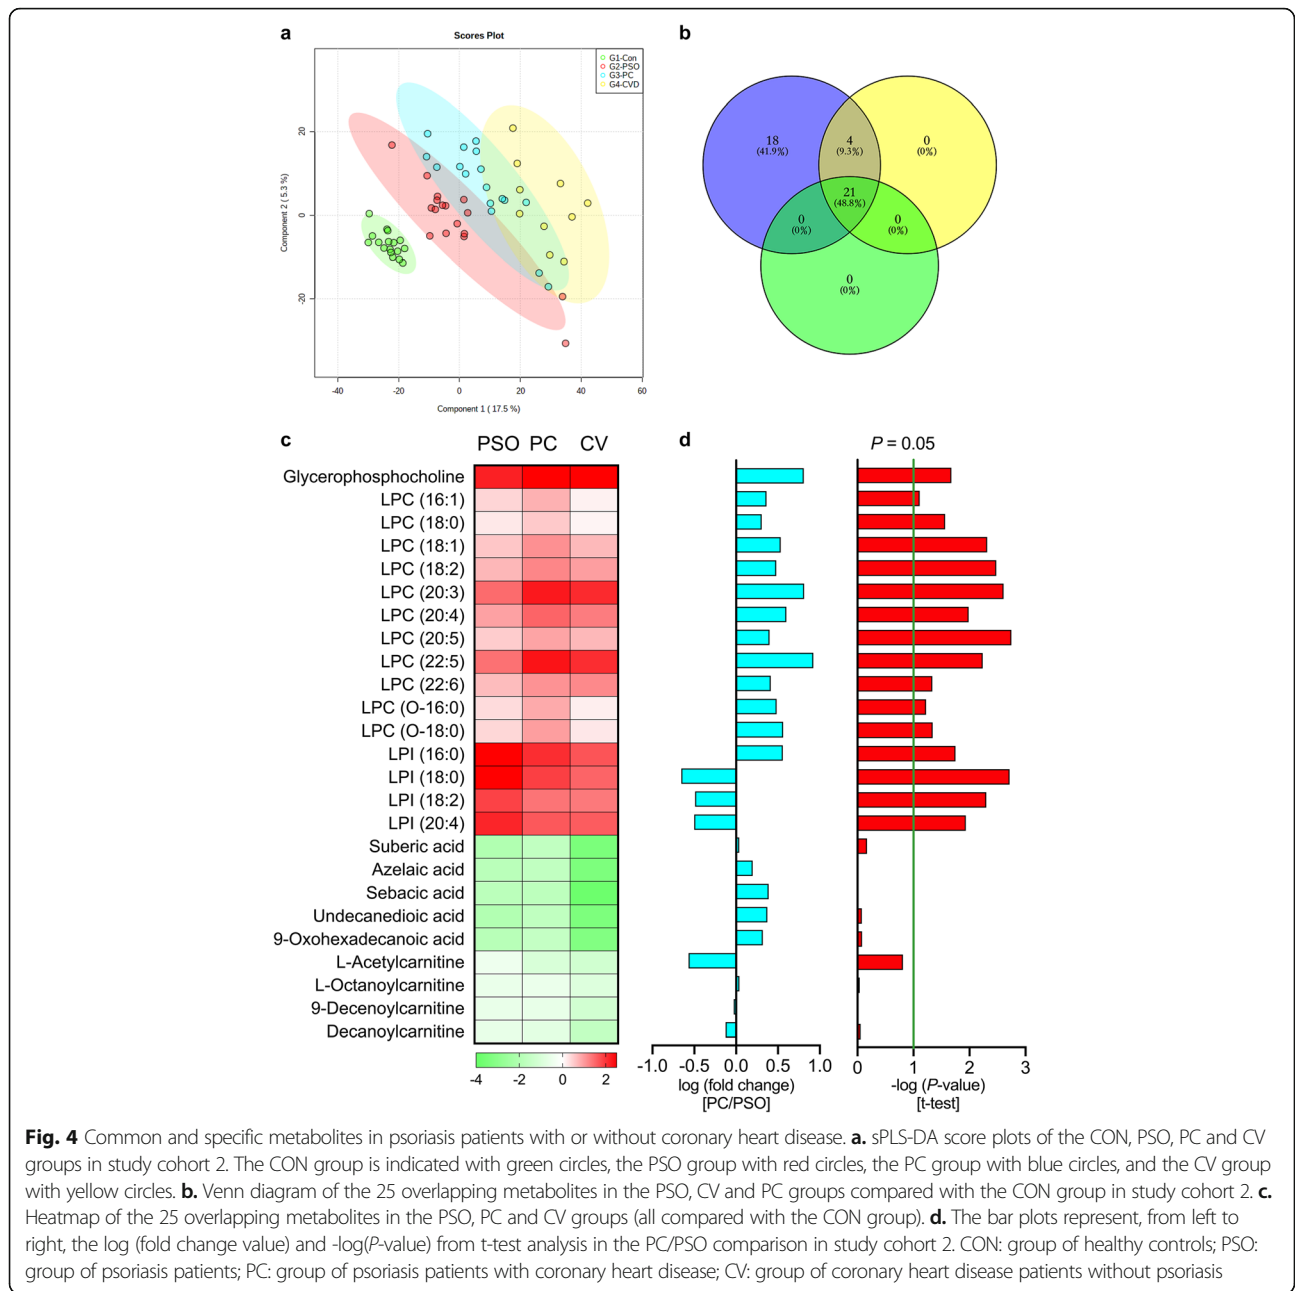 a
Scores Plot
G1-Con
G2-PSO
G3-PC
G4-CVD
20
0
-20
Component 2 ( 5.3 %)
-40 -20 0 20 40 60
Component 1 ( 17.5 %)
b
18
(41.9%)
4
(9.3%)
0
(0%)
21
(48.8%)
0
(0%)
0
(0%)
0
(0%)
c
PSO PC CV
Glycerophosphocholine
LPC (16:1)
LPC (18:0)
LPC (18:1)
LPC (18:2)
LPC (20:3)
LPC (20:4)
LPC (20:5)
LPC (22:5)
LPC (22:6)
LPC (O-16:0)
LPC (O-18:0)
LPI (16:0)
LPI (18:0)
LPI (18:2)
LPI (20:4)
Suberic acid
Azelaic acid
Sebacic acid
Undecanedioic acid
9-Oxohexadecanoic acid
L-Acetylcarnitine
L-Octanoylcarnitine
9-Decenoylcarnitine
Decanoylcarnitine
-4 -2 0 2
d
P = 0.05
-1.0 -0.5 0.0 0.5 1.0
log (fold change)
[PC/PSO]
0 1 2 3
-log (P-value)
[t-test]
Fig. 4 Common and specific metabolites in psoriasis patients with or without coronary heart disease. a. sPLS-DA score plots of the CON, PSO, PC and CV
groups in study cohort 2. The CON group is indicated with green circles, the PSO group with red circles, the PC group with blue circles, and the CV group
with yellow circles. b. Venn diagram of the 25 overlapping metabolites in the PSO, CV and PC groups compared with the CON group in study cohort 2. c.
Heatmap of the 25 overlapping metabolites in the PSO, PC and CV groups (all compared with the CON group). d. The bar plots represent, from left to
right, the log (fold change value) and -log(P-value) from t-test analysis in the PC/PSO comparison in study cohort 2. CON: group of healthy controls; PSO:
group of psoriasis patients; PC: group of psoriasis patients with coronary heart disease; CV: group of coronary heart disease patients without psoriasis